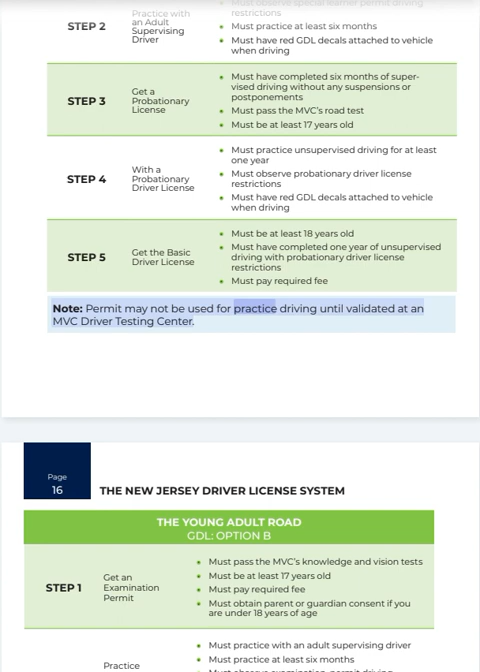 Must observe special learner permit driving
restrictions
STEP 2
Practice with
an Adult
Supervising
Driver
Must practice at least six months
Must have red GDL decals attached to vehicle
when driving
STEP 3
Get a
Probationary
License
Must have completed six months of super-
vised driving without any suspensions or
postponements
Must pass the MVC's road test
Must be at least 17 years old
STEP 4
With a
Probationary
Driver License
Must practice unsupervised driving for at least
one year
Must observe probationary driver license
restrictions
Must have red GDL decals attached to vehicle
when driving
STEP 5
Get the Basic
Driver License
Must be at least 18 years old
Must have completed one year of unsupervised
driving with probationary driver license
restrictions
Must pay required fee
Note: Permit may not be used for practice driving until validated at an
MVC Driver Testing Center.
Page
16
THE NEW JERSEY DRIVER LICENSE SYSTEM
THE YOUNG ADULT ROAD
GDL: OPTION B
STEP 1
Get an
Examination
Permit
Must pass the MVC's knowledge and vision tests
Must be at least 17 years old
Must pay required fee
Must obtain parent or guardian consent if you
are under 18 years of age
Practice
Must practice with an adult supervising driver
Must practice at least six months